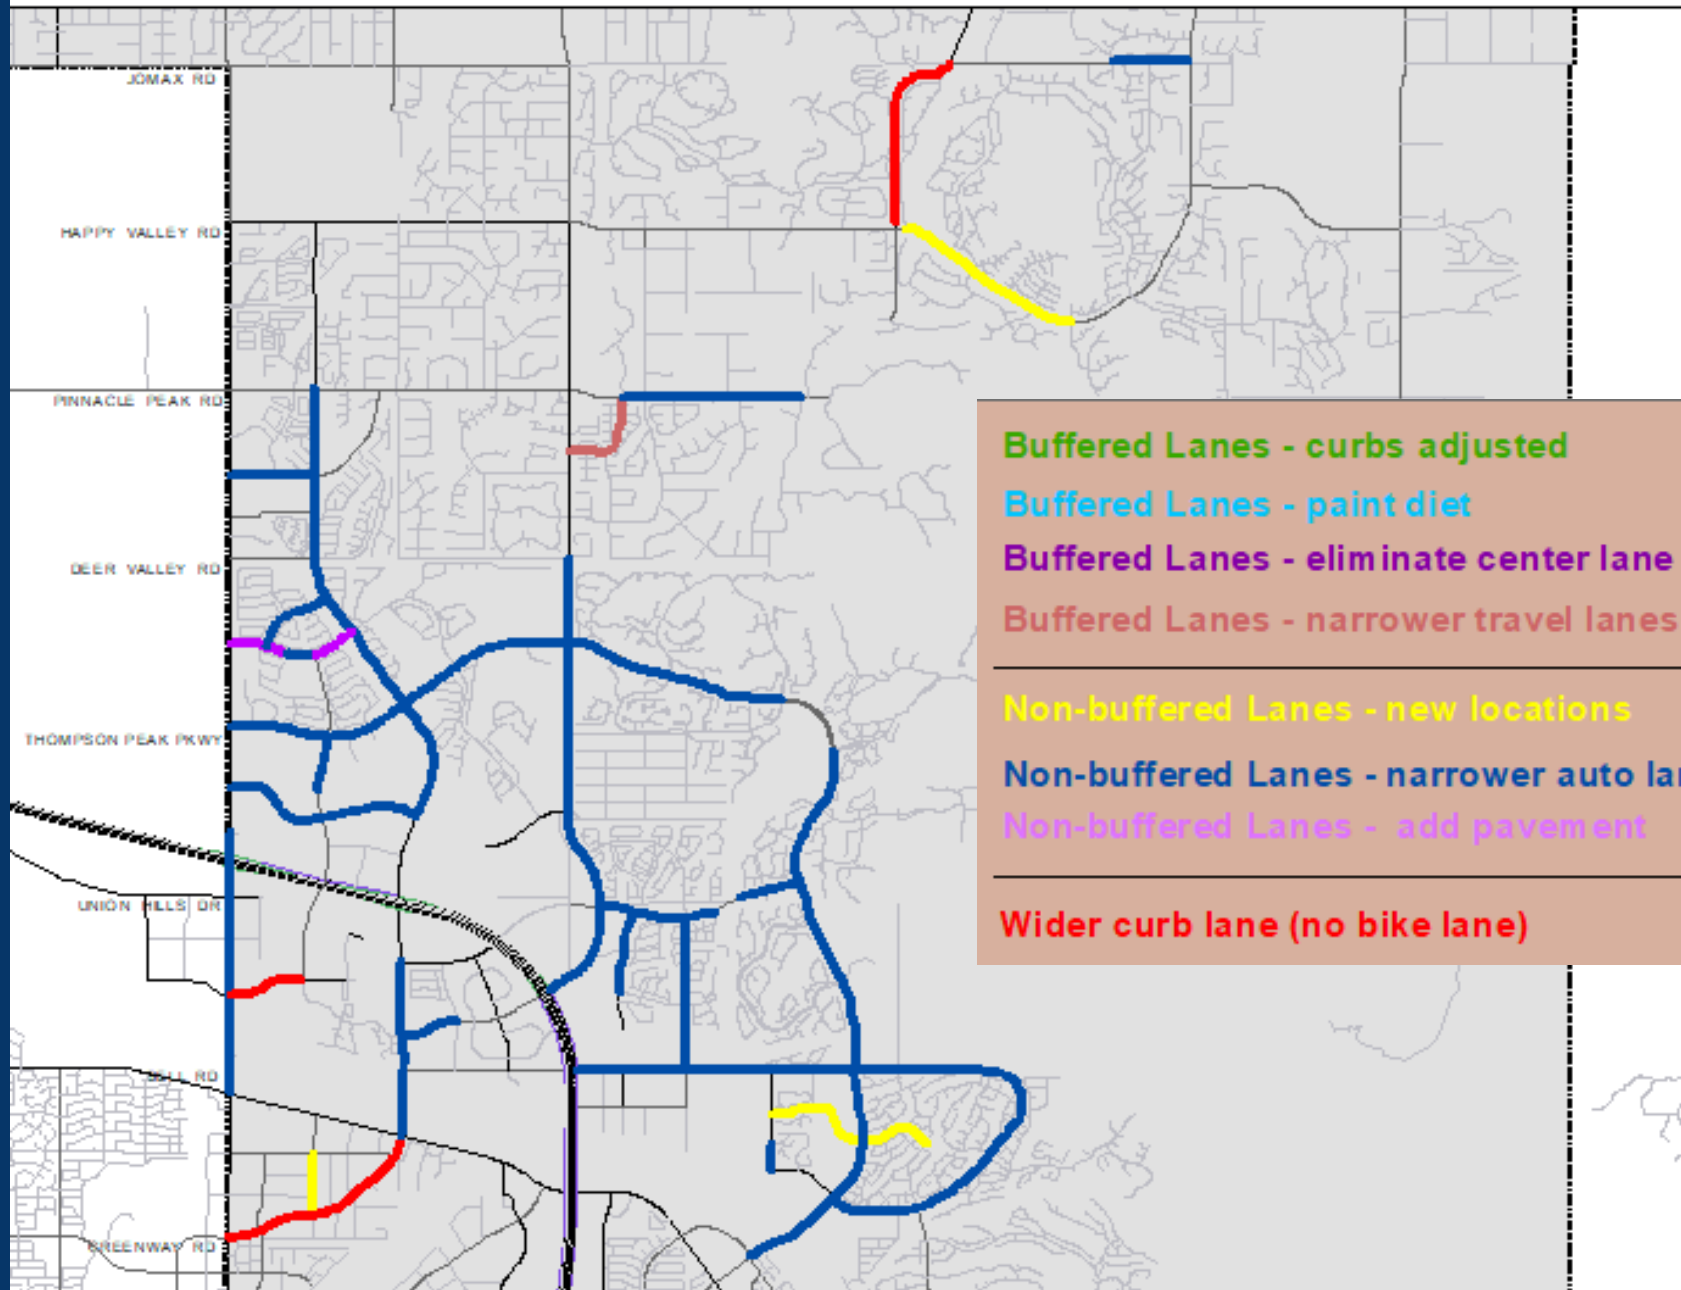 JOMAX RD
HAPPY VALLEY RD
PINNACLE PEAK RD
DEER VALLEY RD
THOMPSON PEAK PKWY
UNION HILLS DR
BELL RD
GREENWAY RD
Buffered Lanes - curbs adjusted
Buffered Lanes - paint diet
Buffered Lanes - eliminate center lane
Buffered Lanes - narrower travel lanes
Non-buffered Lanes - new locations
Non-buffered Lanes - narrower auto lan
Non-buffered Lanes - add pavement
Wider curb lane (no bike lane)